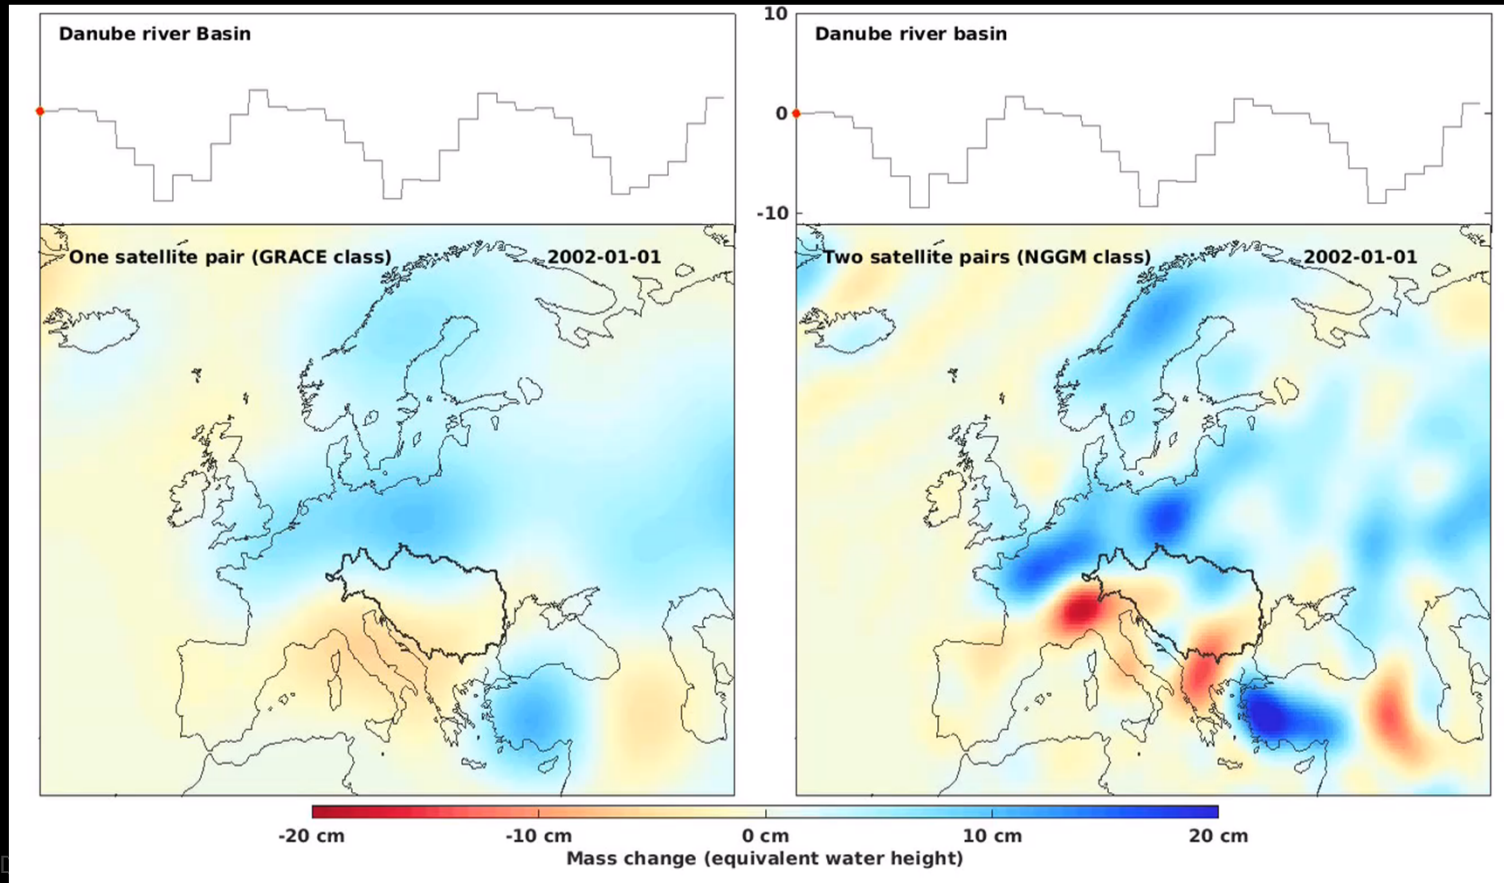 Danube river Basin
Danube river basin
10
0
-10
One satellite pair (GRACE class)
2002-01-01
Two satellite pairs (NGGM class)
2002-01-01
-20 cm
-10 cm
0 cm
10 cm
20 cm
Mass change (equivalent water height)